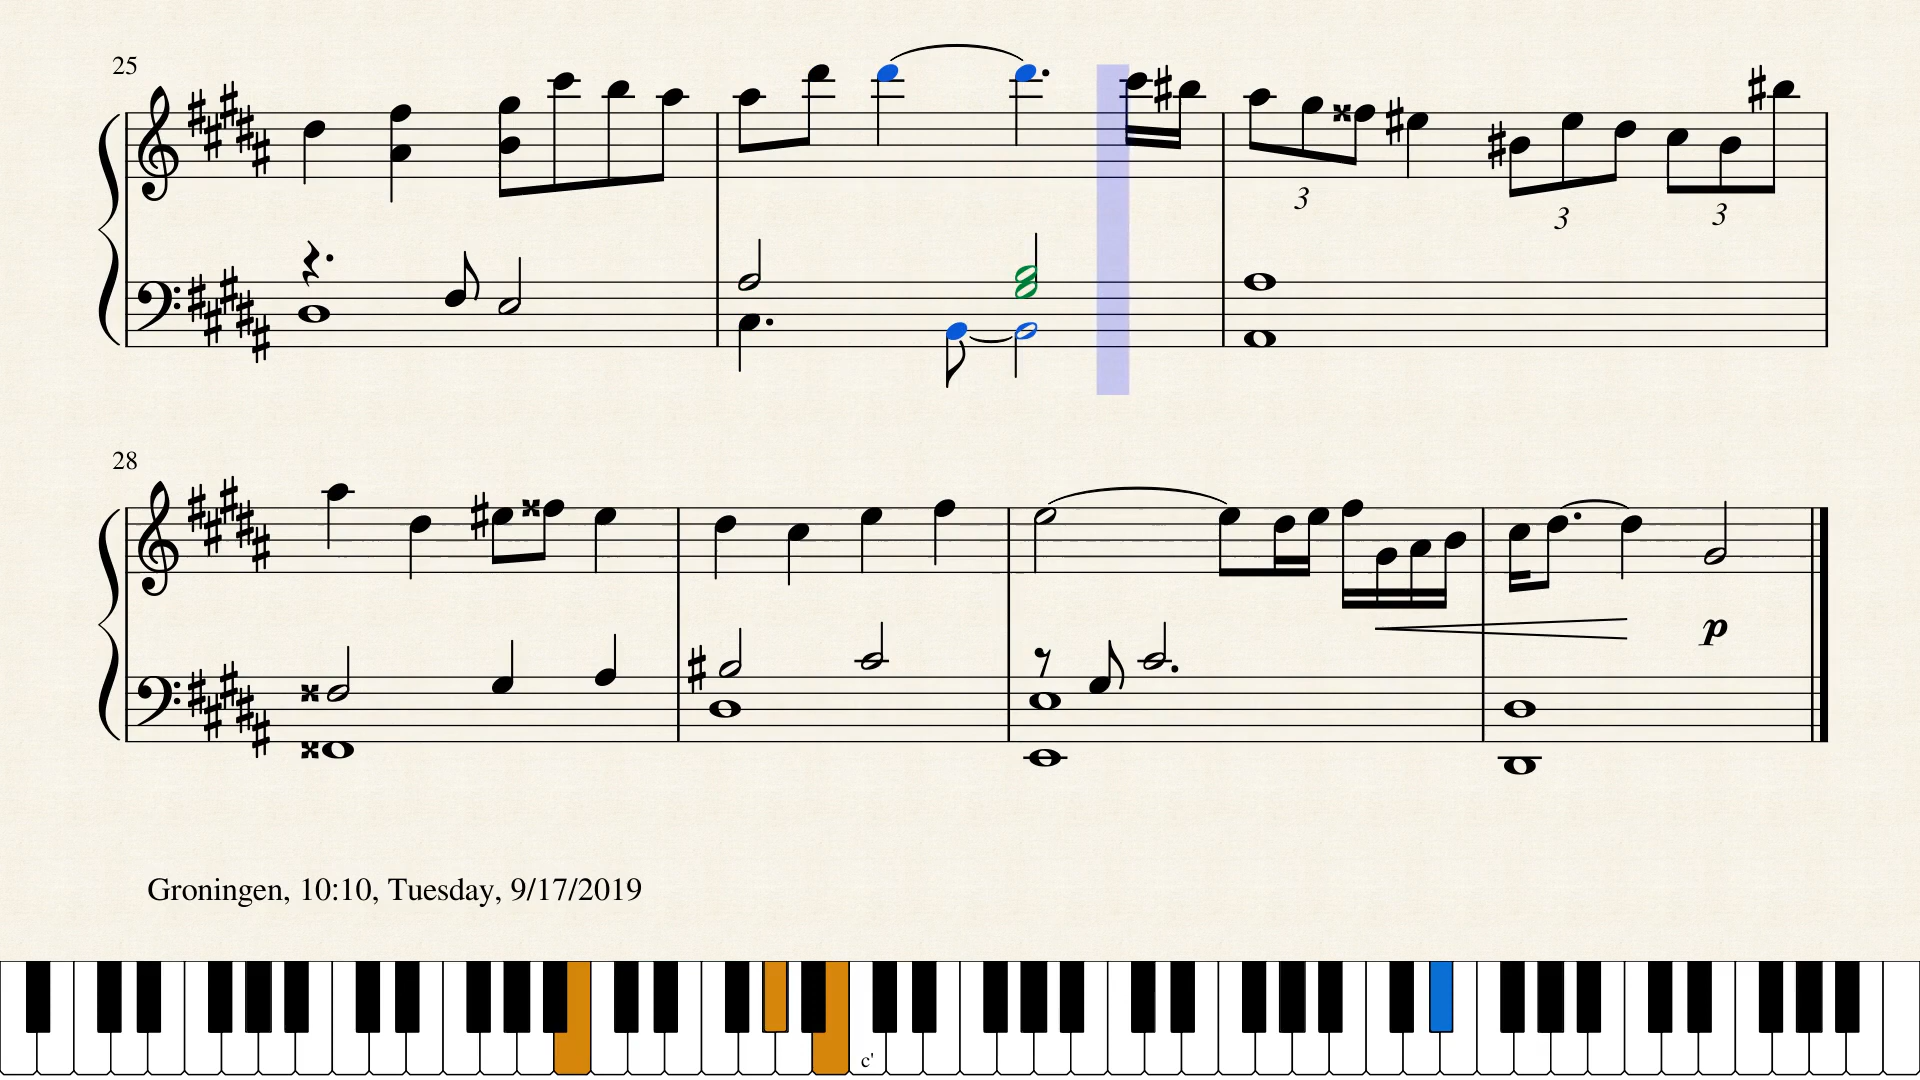 25
3
3
3
28
p
Groningen, 10:10, Tuesday, 9/17/2019
c'